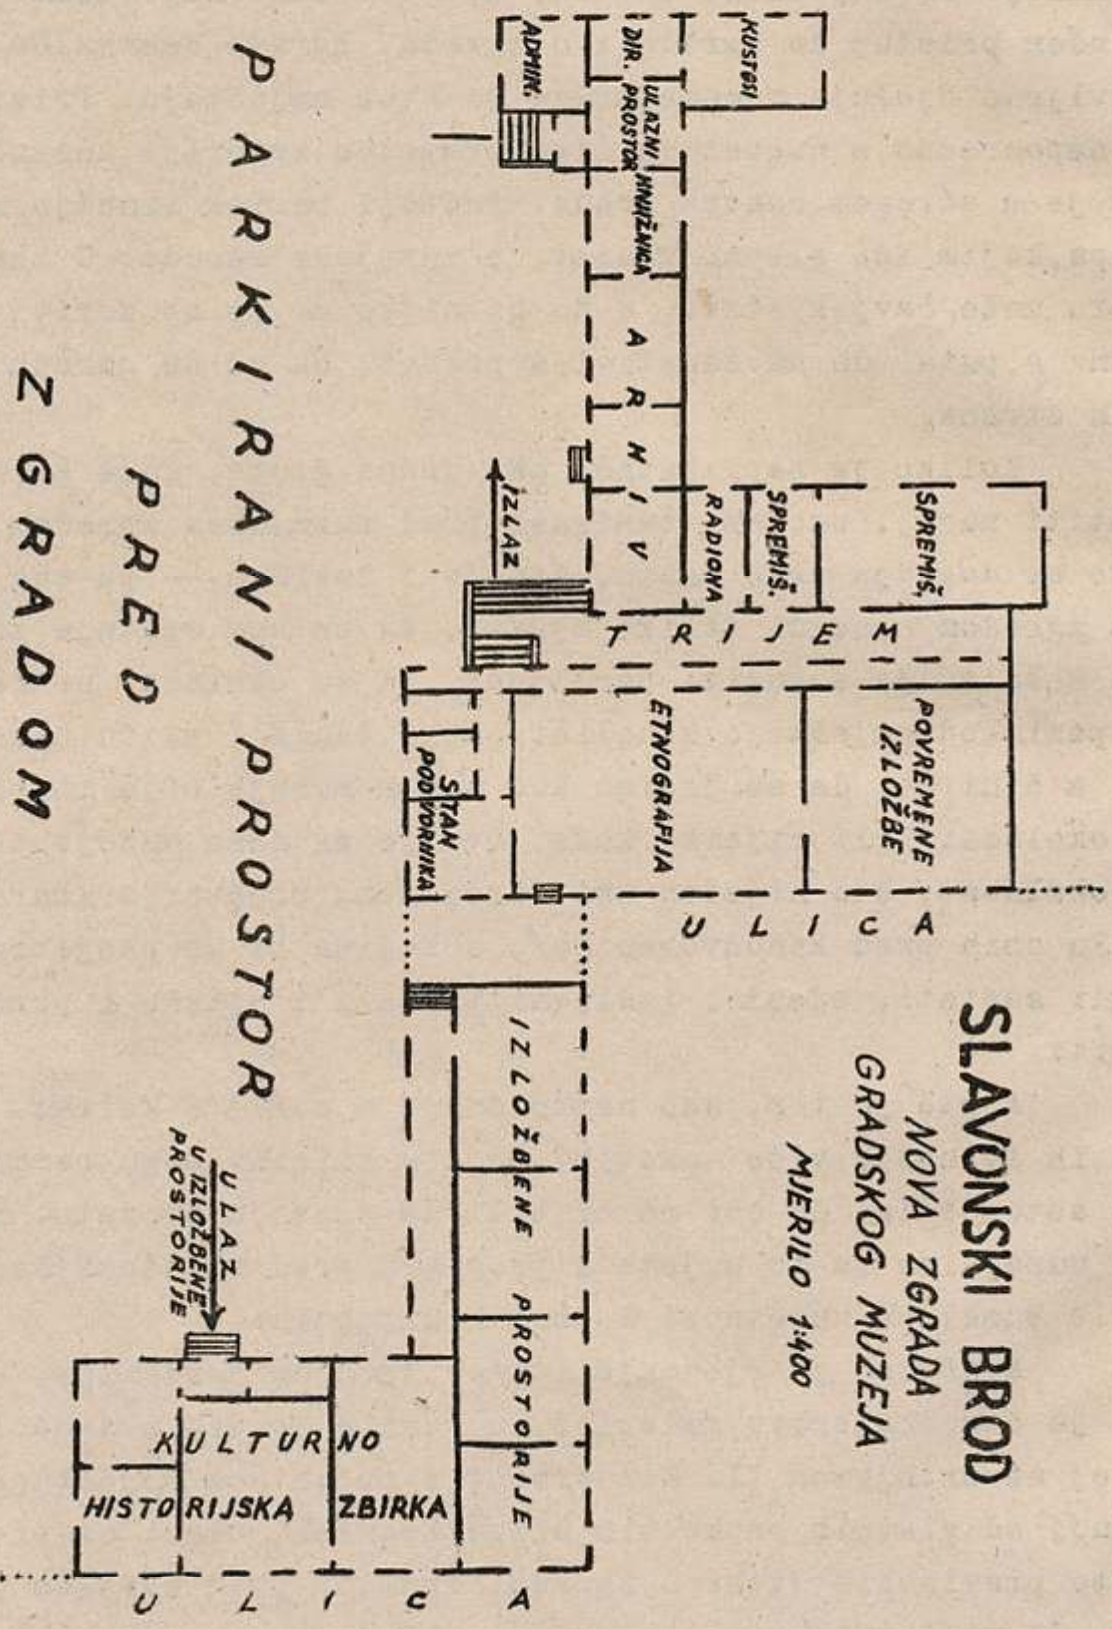 SLAVONSKI BROD
NOVA ZGRADA
GRADSKOG MUZEJA
MJERILO 1:400
KUSTOSI
DIR.
ADMIN.
ULAZNI
PROSTOR
KNJIŽNICA
ARHIV
SPREMIŠ.
SPREMIŠ.
RADIONA
TRIJEM
IZLAZ
POVREMENE
IZLOŽBE
ETNOGRAFIJA
STAN
PODVORNIKA
ULICA
IZLOŽBENE PROSTORIJE
ULAZ
U IZLOŽBENE
PROSTORIJE
KULTURNO
HISTORIJSKA ZBIRKA
ULICA
PARKIRANI PROSTOR
PRED
ZGRADOM